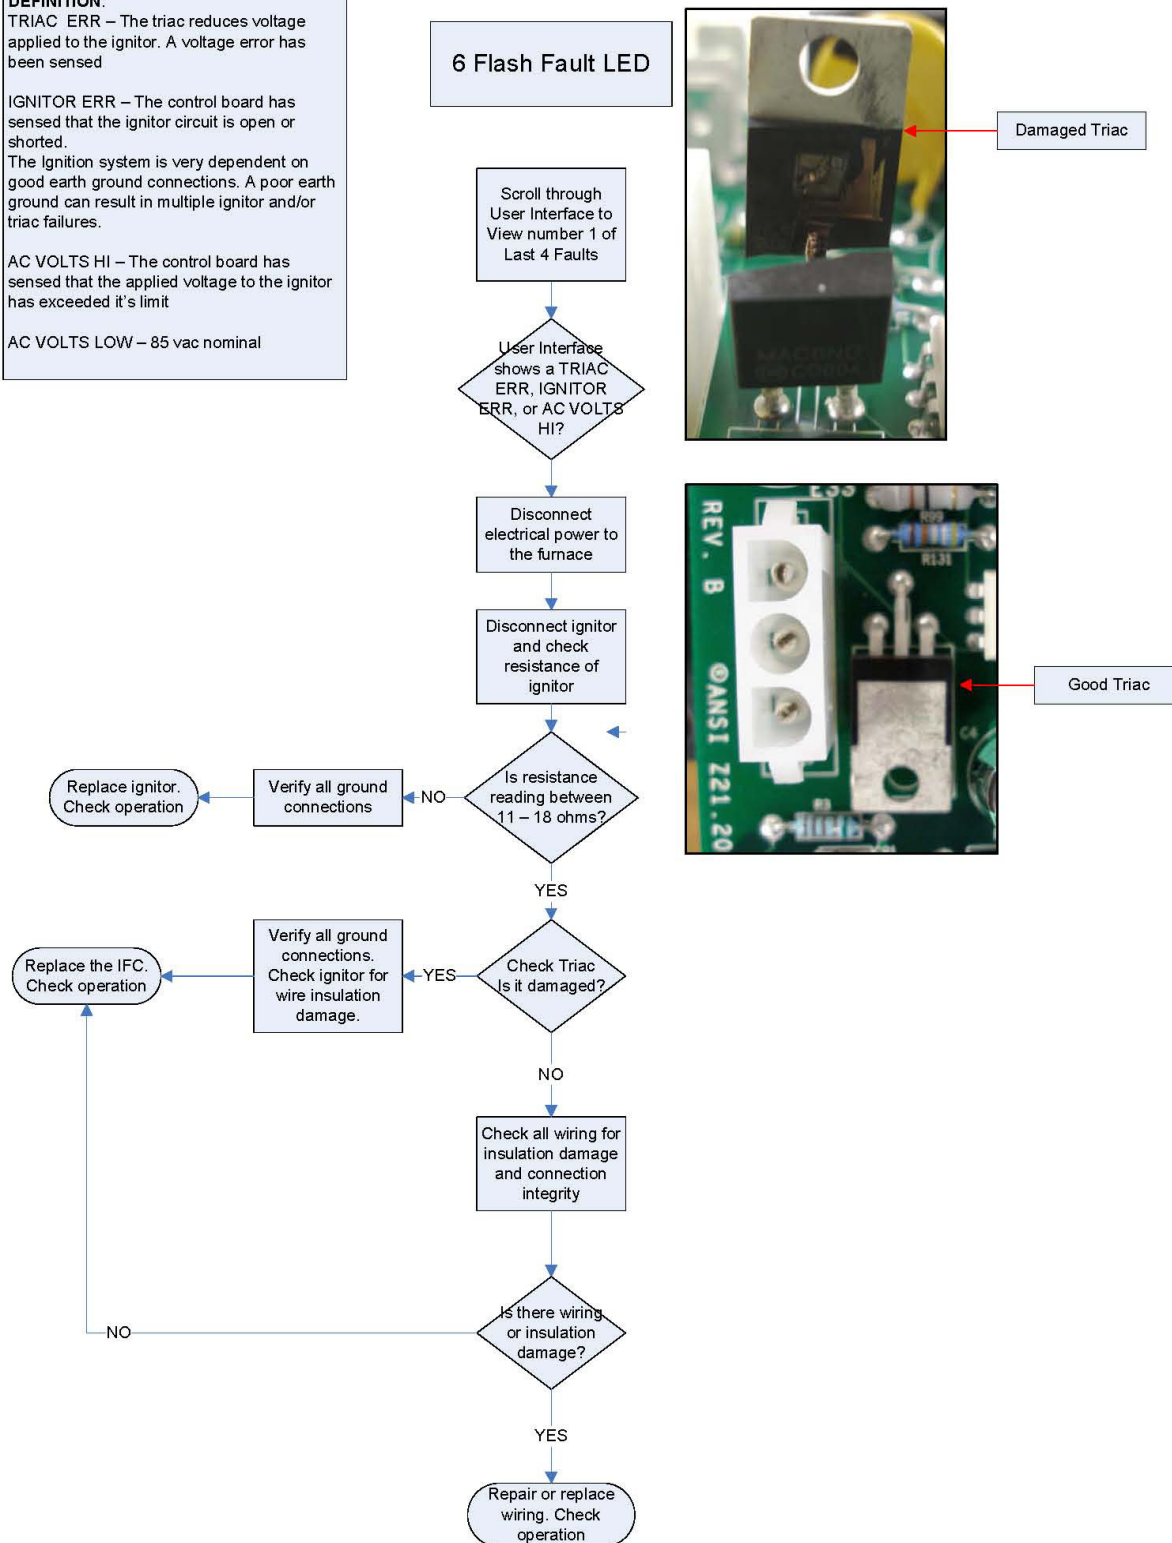 DEFINITION:
TRIAC ERR – The triac reduces voltage
applied to the ignitor. A voltage error has
been sensed
IGNITOR ERR – The control board has
sensed that the ignitor circuit is open or
shorted.
The Ignition system is very dependent on
good earth ground connections. A poor earth
ground can result in multiple ignitor and/or
triac failures.
AC VOLTS HI – The control board has
sensed that the applied voltage to the ignitor
has exceeded it's limit
AC VOLTS LOW – 85 vac nominal
6 Flash Fault LED
Damaged Triac
Scroll through
User Interface to
View number 1 of
Last 4 Faults
User Interface
shows a TRIAC
ERR, IGNITOR
ERR, or AC VOLTS
HI?
Disconnect
electrical power to
the furnace
REV. B
©ANSI Z21.20
R99
R131
C4
R3
Good Triac
Disconnect ignitor
and check
resistance of
ignitor
Is resistance
reading between
11 – 18 ohms?
NO
Verify all ground
connections
Replace ignitor.
Check operation
YES
Check Triac
Is it damaged?
YES
Verify all ground
connections.
Check ignitor for
wire insulation
damage.
Replace the IFC.
Check operation
NO
Check all wiring for
insulation damage
and connection
integrity
Is there wiring
or insulation
damage?
NO
YES
Repair or replace
wiring. Check
operation